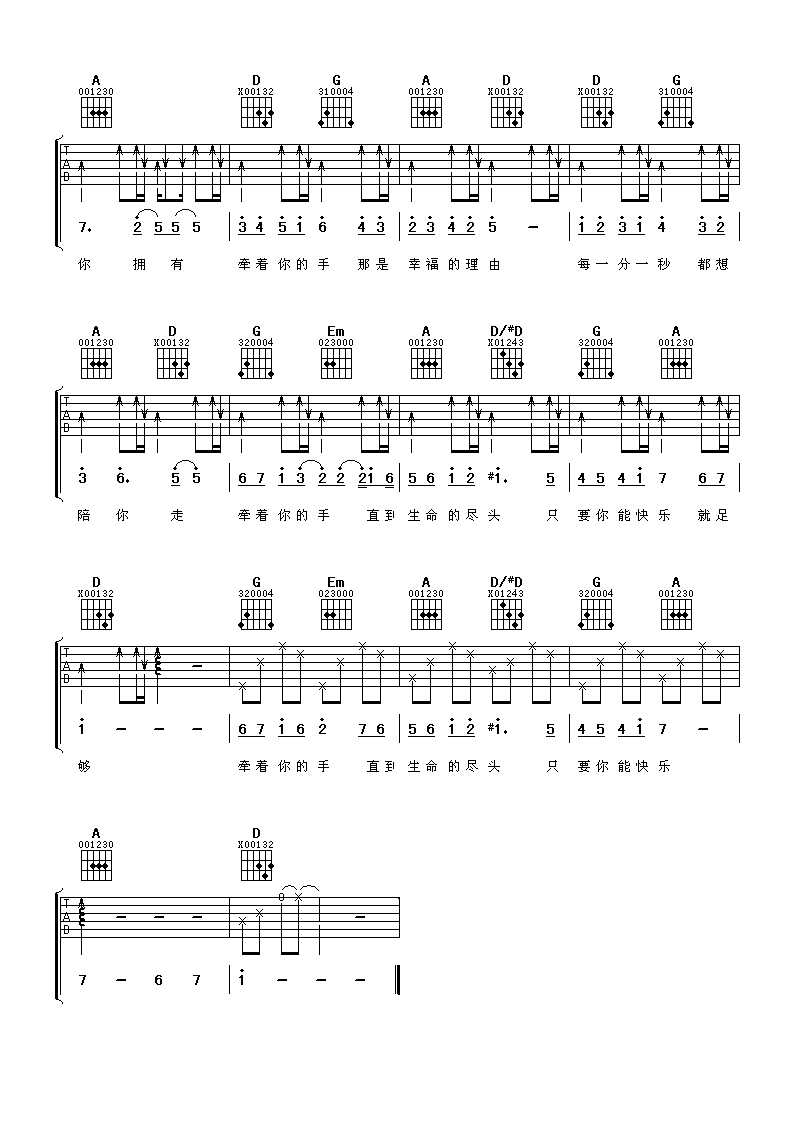 A D G A D D G
001230 X00132 310004 001230 X00132 X00132 310004
T
A
B
7. 2 5 5 5 3 4 5 1 6 4 3 2 3 4 2 5 - 1 2 3 1 4 3 2
你 拥 有 牵 着 你 的 手 那 是 幸 福 的 理 由 每 一 分 一 秒 都 想
A D G Em A D/#D G A
001230 X00132 320004 023000 001230 X01243 320004 001230
T
A
B
3 6. 5 5 6 7 1 3 2 2 2 1 6 5 6 1 2 #1. 5 4 5 4 1 7 6 7
陪 你 走 牵 着 你 的 手 直 到 生 命 的 尽 头 只 要 你 能 快 乐 就 足
D G Em A D/#D G A
X00132 320004 023000 001230 X01243 320004 001230
T
A
B
-
1 - - - 6 7 1 6 2 7 6 5 6 1 2 #1. 5 4 5 4 1 7 -
够 牵 着 你 的 手 直 到 生 命 的 尽 头 只 要 你 能 快 乐
A D
001230 X00132
T
A
B
- - - 0 -
7 - 6 7 1 - - -